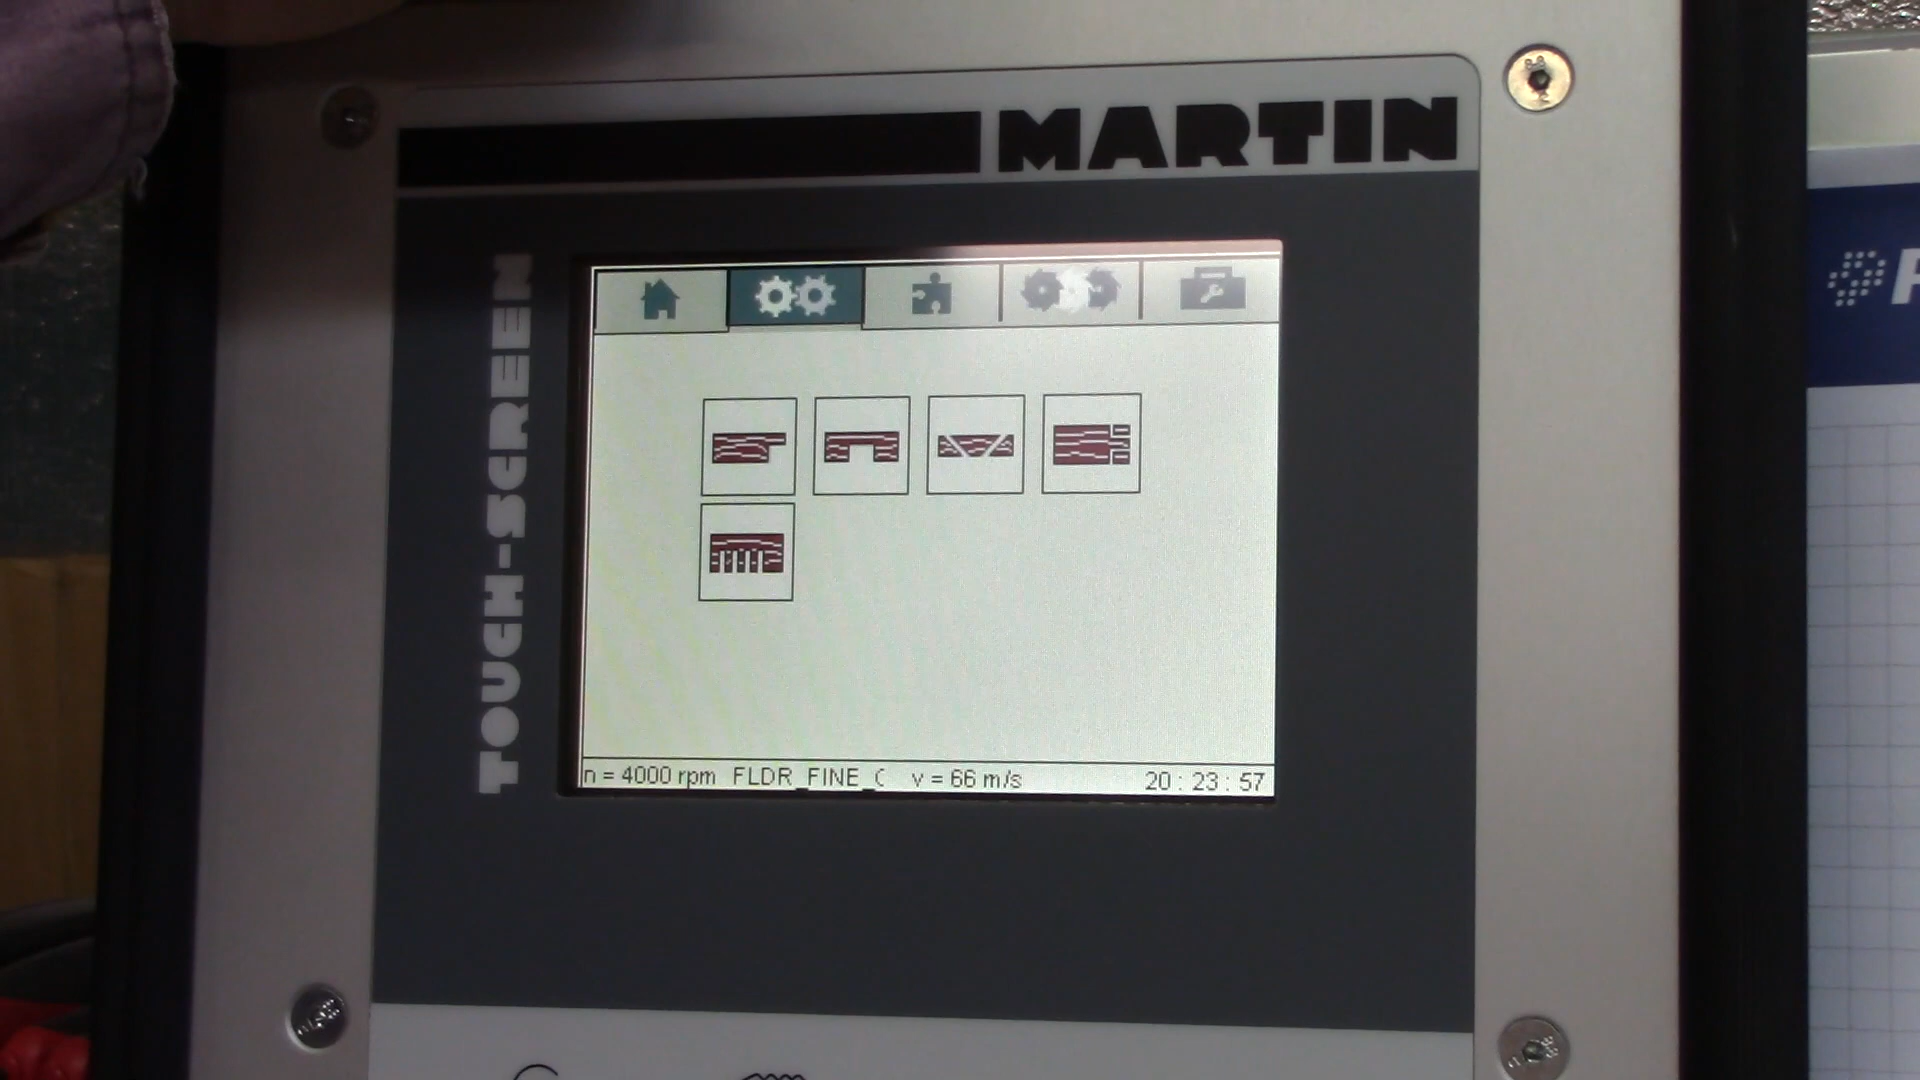 MARTIN
TOUCH-SCREEN
n = 4000 rpm FLDR_FINE_C v = 66 m/s 20 : 23 : 57